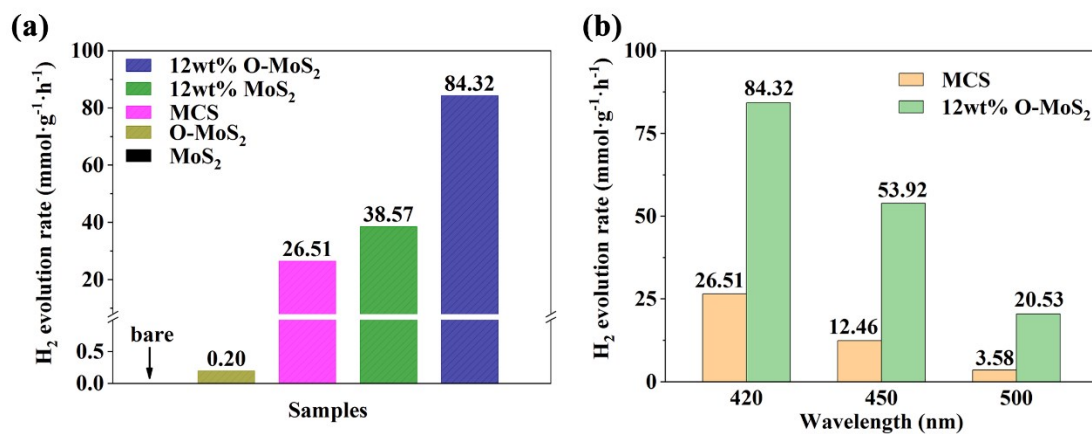 (a)
H₂ evolution rate (mmol·g⁻¹·h⁻¹)
100
80
60
40
20
0.5
0.0
12wt% O-MoS₂
12wt% MoS₂
MCS
O-MoS₂
MoS₂
bare
0.20
26.51
38.57
84.32
Samples
(b)
H₂ evolution rate (mmol·g⁻¹·h⁻¹)
100
75
50
25
0
MCS
12wt% O-MoS₂
26.51
84.32
12.46
53.92
3.58
20.53
420 450 500
Wavelength (nm)